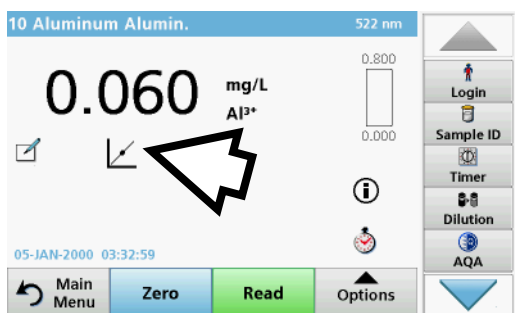 10 Aluminum Alumin.
522 nm
0.060
mg/L
Al³⁺
0.800
0.000
05-JAN-2000 03:32:59
Main
Menu
Zero
Read
Options
Login
Sample ID
Timer
Dilution
AQA